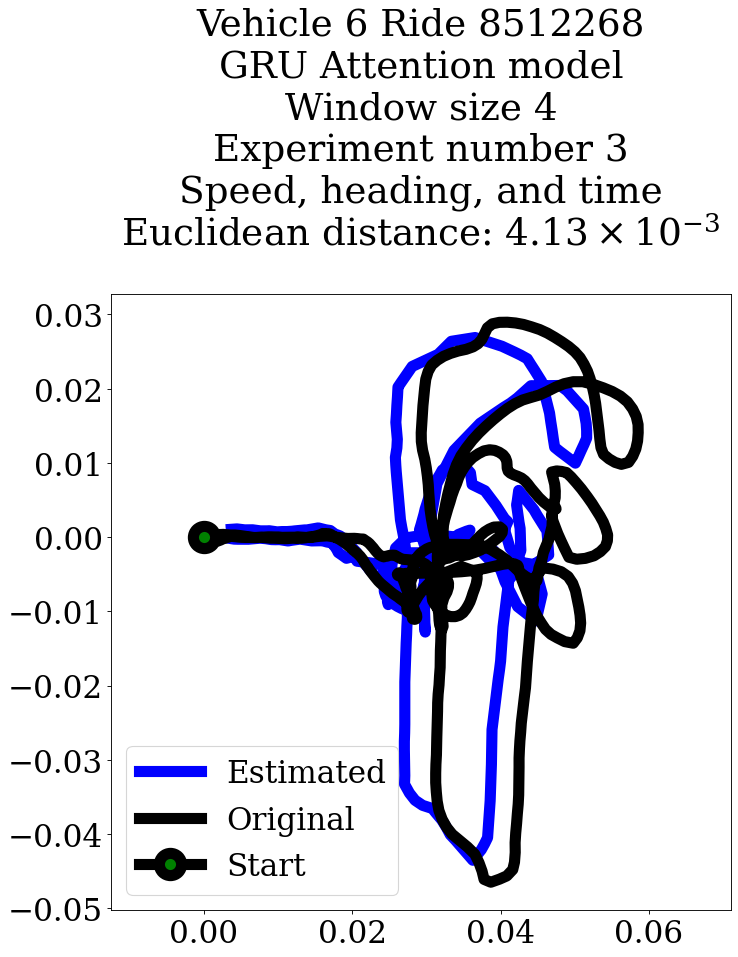 Vehicle 6 Ride 8512268
GRU Attention model
Window size 4
Experiment number 3
Speed, heading, and time
Euclidean distance: 4.13 × 10⁻³
0.03
0.02
0.01
0.00
−0.01
−0.02
−0.03
−0.04
−0.05
Estimated
Original
Start
0.00 0.02 0.04 0.06